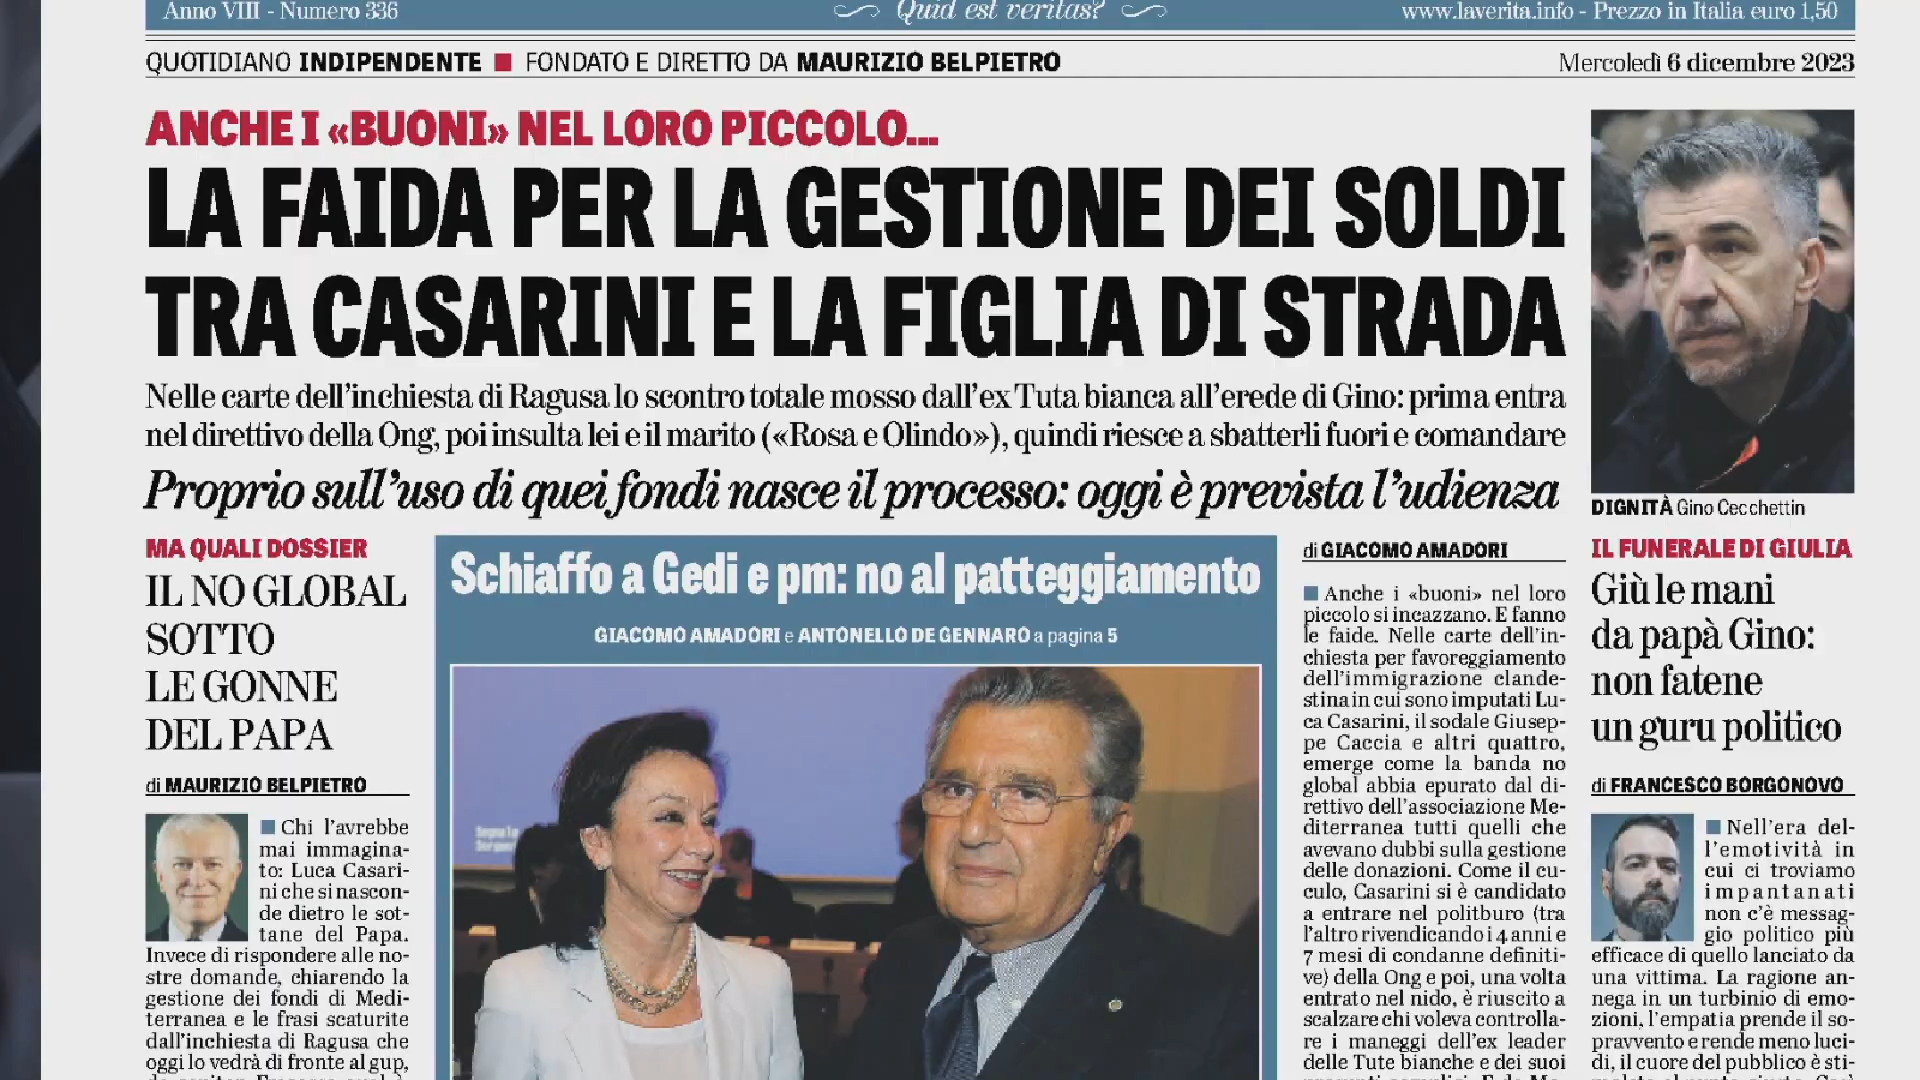 Anno VIII - Numero 336
Quid est veritas?
www.laverita.info - Prezzo in Italia euro 1,50
QUOTIDIANO INDIPENDENTE ■ FONDATO E DIRETTO DA MAURIZIO BELPIETRO
Mercoledì 6 dicembre 2023
ANCHE I «BUONI» NEL LORO PICCOLO...
LA FAIDA PER LA GESTIONE DEI SOLDI
TRA CASARINI E LA FIGLIA DI STRADA
Nelle carte dell'inchiesta di Ragusa lo scontro totale mosso dall'ex Tuta bianca all'erede di Gino: prima entra
nel direttivo della Ong, poi insulta lei e il marito («Rosa e Olindo»), quindi riesce a sbatterli fuori e comandare
Proprio sull'uso di quei fondi nasce il processo: oggi è prevista l'udienza
DIGNITÀ Gino Cecchettin
MA QUALI DOSSIER
IL NO GLOBAL
SOTTO
LE GONNE
DEL PAPA
di MAURIZIO BELPIETRO
■ Chi l'avrebbe
mai immagina-
to: Luca Casari-
ni che si nascon-
de dietro le sot-
tane del Papa.
Invece di rispondere alle no-
stre domande, chiarendo la
gestione dei fondi di Medi-
terranea e le frasi scaturite
dall'inchiesta di Ragusa che
oggi lo vedrà di fronte al gup,
Schiaffo a Gedi e pm: no al patteggiamento
GIACOMO AMADORI e ANTONELLO DE GENNARO a pagina 5
di GIACOMO AMADORI
■ Anche i «buoni» nel loro
piccolo si incazzano. E fanno
le faide. Nelle carte dell'in-
chiesta per favoreggiamento
dell'immigrazione clande-
stina in cui sono imputati Lu-
ca Casarini, il sodale Giusep-
pe Caccia e altri quattro,
emerge come la banda no
global abbia epurato dal di-
rettivo dell'associazione Me-
diterranea tutti quelli che
avevano dubbi sulla gestione
delle donazioni. Come il cu-
culo, Casarini si è candidato
a entrare nel politburo (tra
l'altro rivendicando i 4 anni e
7 mesi di condanne definiti-
ve) della Ong e poi, una volta
entrato nel nido, è riuscito a
scalzare chi voleva controlla-
re i maneggi dell'ex leader
delle Tute bianche e dei suoi
IL FUNERALE DI GIULIA
Giù le mani
da papà Gino:
non fatene
un guru politico
di FRANCESCO BORGONOVO
■ Nell'era del-
l'emotività in
cui ci troviamo
impantanati
non c'è messag-
gio politico più
efficace di quello lanciato da
una vittima. La ragione an-
nega in un turbinio di emo-
zioni, l'empatia prende il so-
pravvento e rende meno luci-
di, il cuore del pubblico è sti-